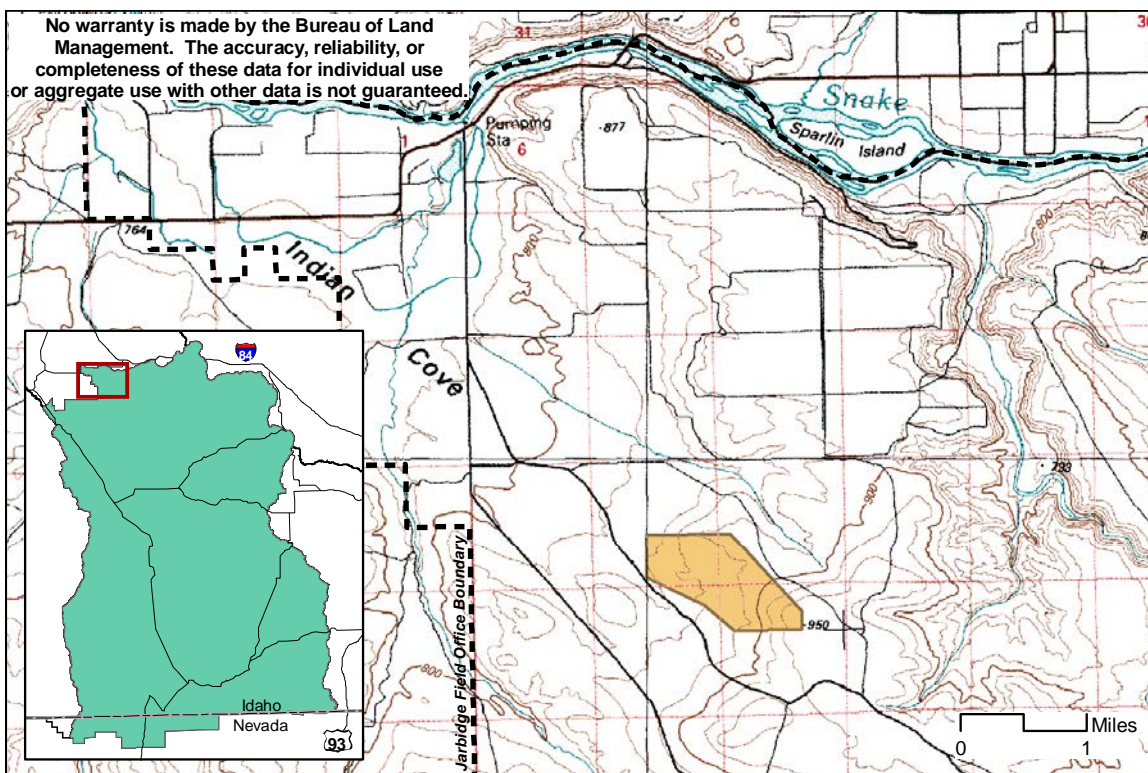 No warranty is made by the Bureau of Land
Management.  The accuracy, reliability, or
completeness of these data for individual use
or aggregate use with other data is not guaranteed.
31
Snake
Sparlin Island
877
1
Pumping
Sta
6
764
800
Indian
Cove
84
733
900
950
800
Jarbidge Field Office Boundary
Idaho
Nevada
93
Miles
0
1